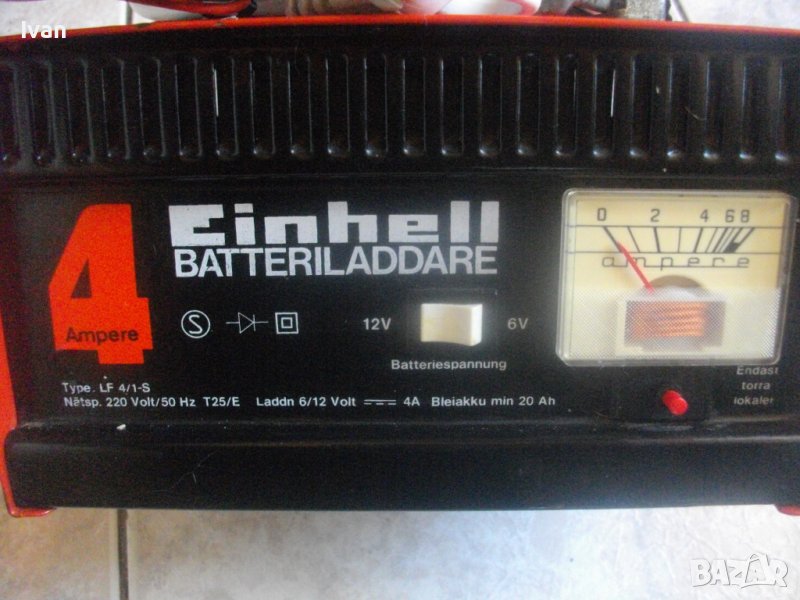 Ivan
4
Ampere
Einhell
BATTERILADDARE
S
12V
6V
Batteriespannung
0 2 4 6 8
ampere
Type. LF 4/1-S
Nätsp. 220 Volt/50 Hz T25/E Laddn 6/12 Volt 4A Bleiakku min 20 Ah
Endast
torra
lokaler
BAZAR